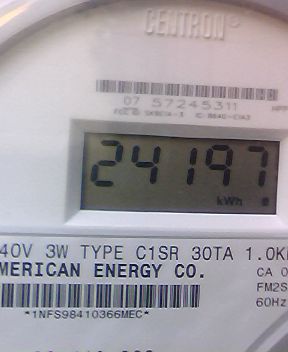 CENTRON®
07 57245311
24197
kWh
40V 3W TYPE C1SR 30TA 1.0K
MERICAN ENERGY CO.
CA 0
FM2S
60Hz
*1NFS98410366MEC*